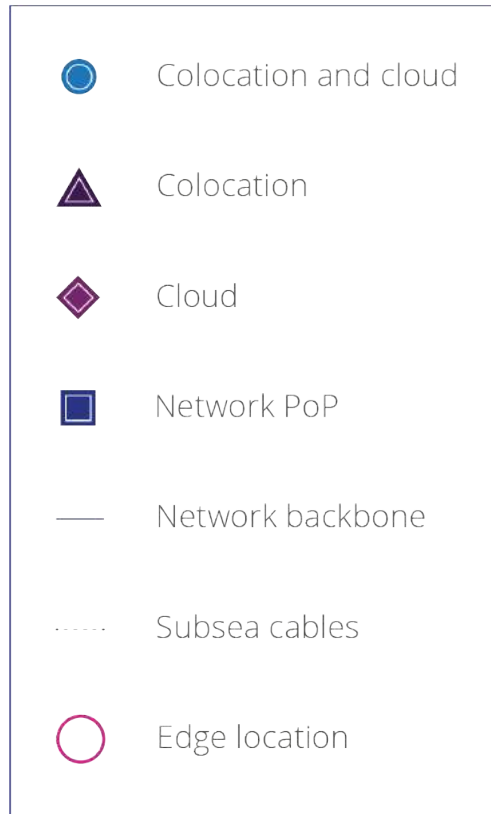 Colocation and cloud
Colocation
Cloud
Network PoP
Network backbone
Subsea cables
Edge location